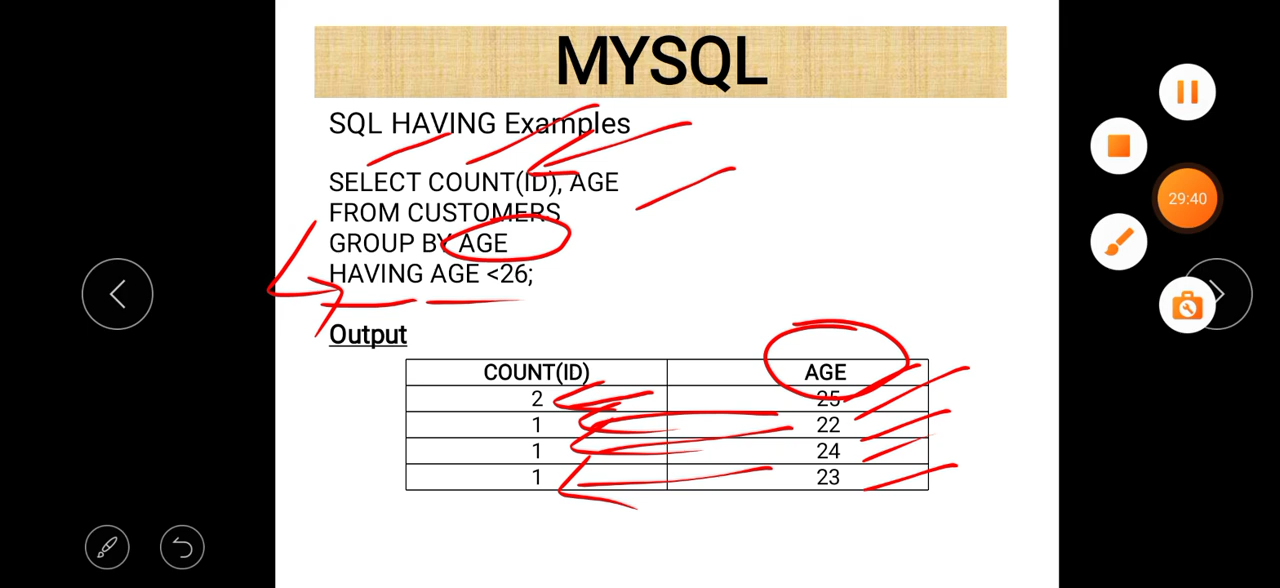 MYSQL
SQL HAVING Examples
SELECT COUNT(ID), AGE
FROM CUSTOMERS
GROUP BY AGE
HAVING AGE <26;
Output
COUNT(ID) AGE
2 25
1 22
1 24
1 23
29:40